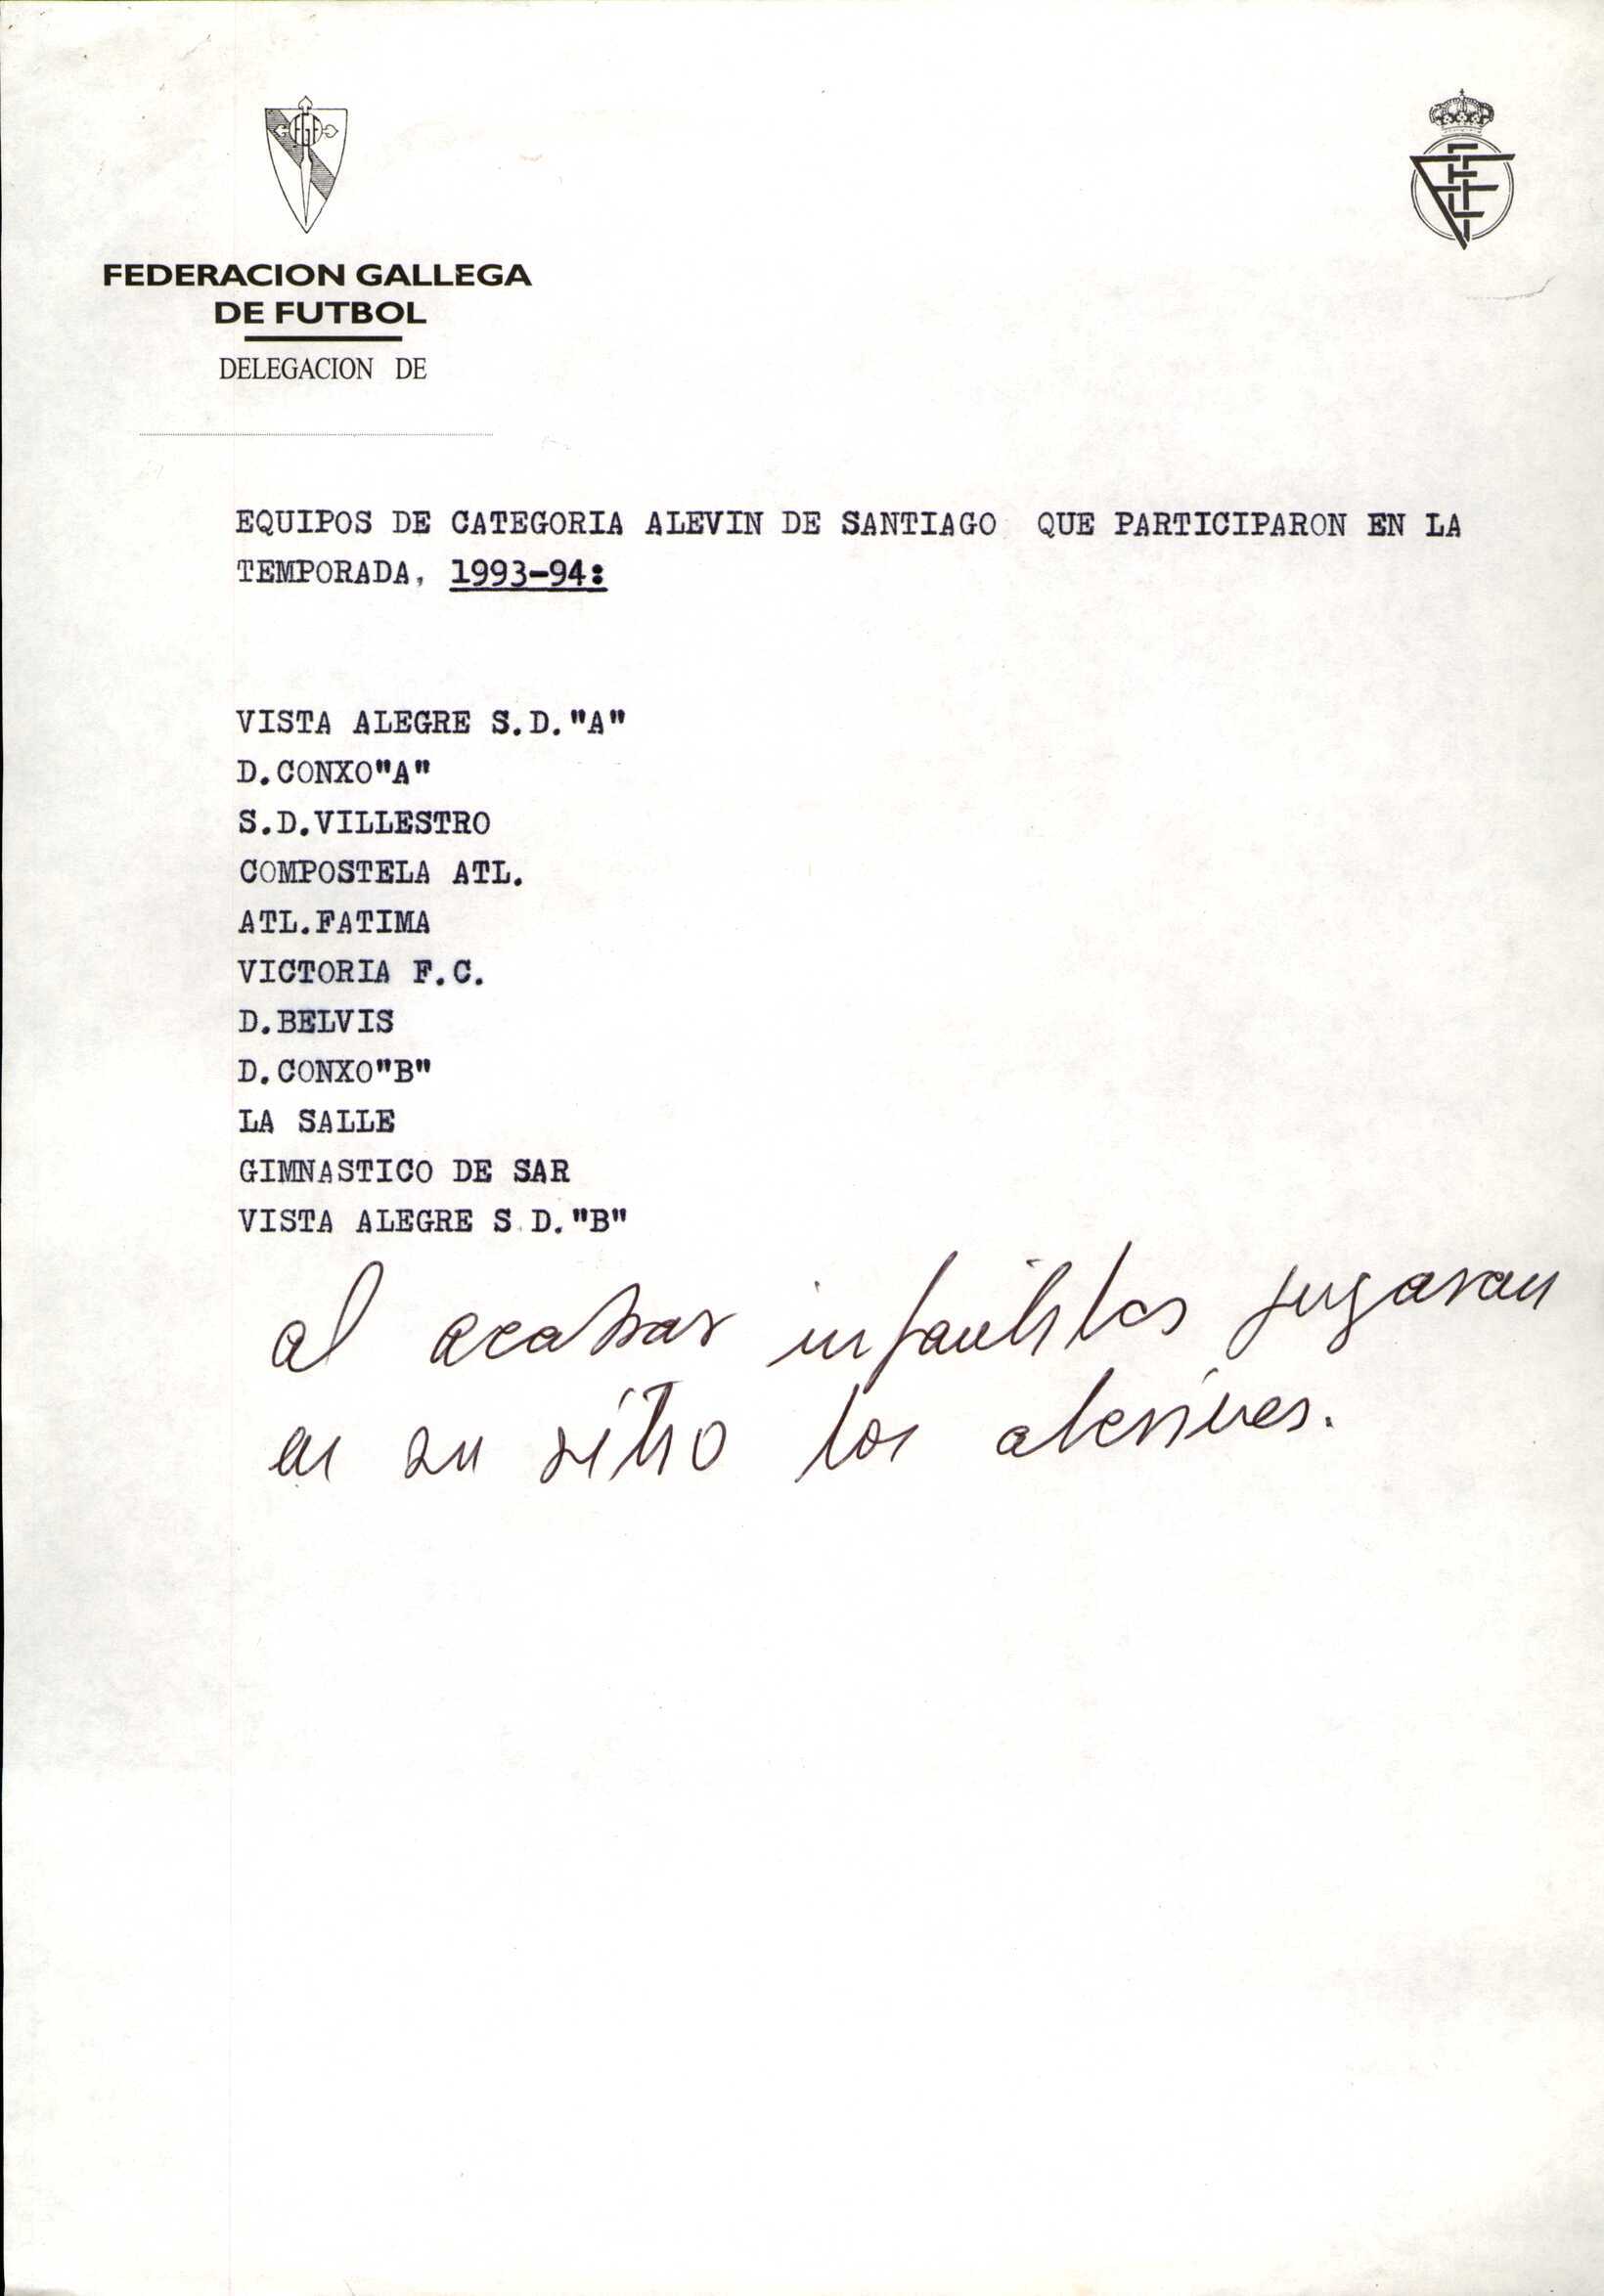 FEDERACION GALLEGA
DE FUTBOL
DELEGACION DE
EQUIPOS DE CATEGORIA ALEVIN DE SANTIAGO QUE PARTICIPARON EN LA
TEMPORADA, 1993-94:
VISTA ALEGRE S.D."A"
D.CONXO"A"
S.D.VILLESTRO
COMPOSTELA ATL.
ATL.FATIMA
VICTORIA F.C.
D.BELVIS
D.CONXO"B"
LA SALLE
GIMNASTICO DE SAR
VISTA ALEGRE S.D."B"
al acabar jugaran
en su sitio los alevines.